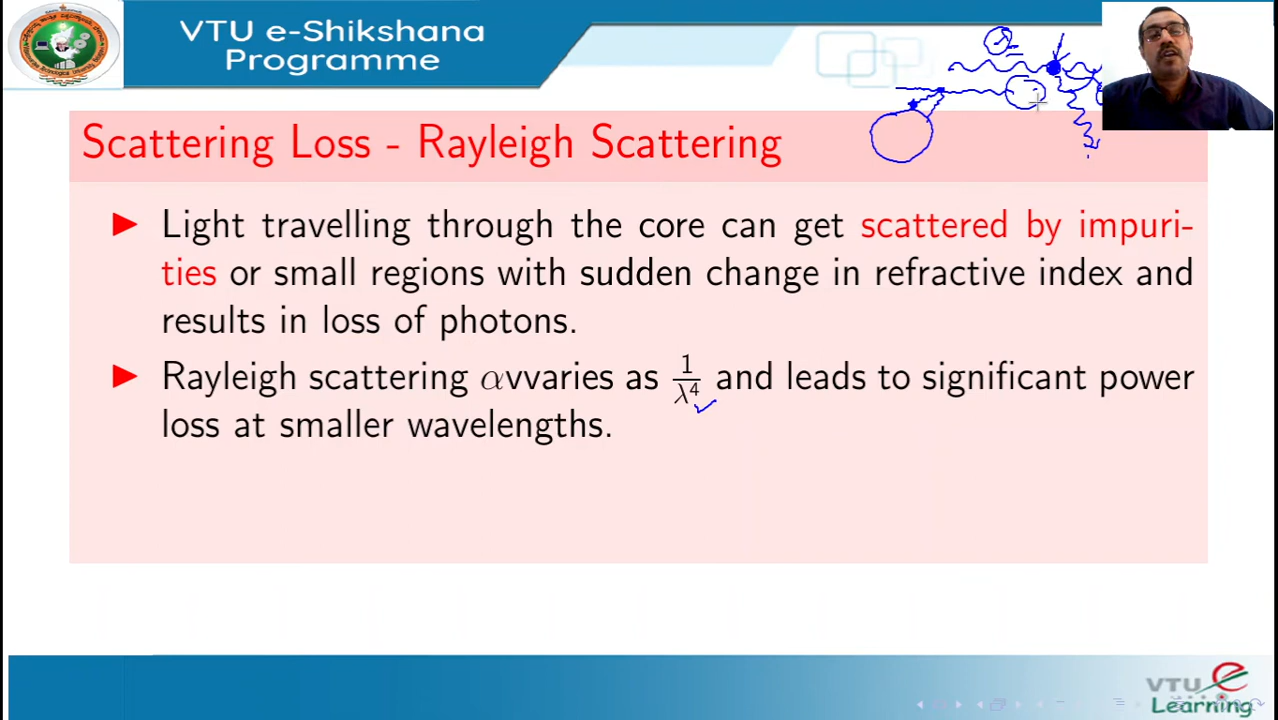 VTU e-Shikshana
Programme
Scattering Loss - Rayleigh Scattering
Light travelling through the core can get scattered by impuri-
ties or small regions with sudden change in refractive index and
results in loss of photons.
Rayleigh scattering αvvaries as 1/λ⁴ and leads to significant power
loss at smaller wavelengths.
VTU e
Learning